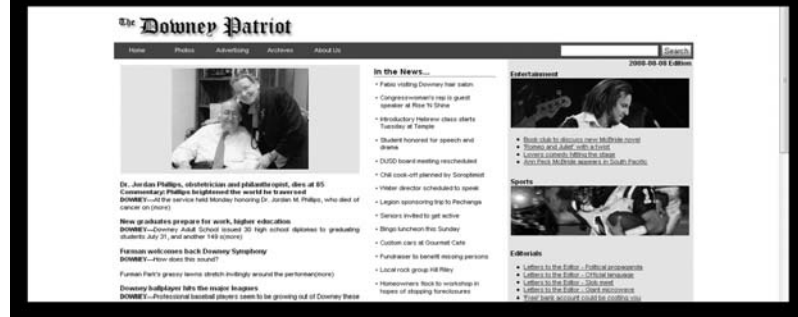 The Downey Patriot
Home Photos Advertising Archives About Us Search
2008-08-08 Edition
Dr. Jordan Phillips, obstetrician and philanthropist, dies at 85
Commentary: Phillips brightened the world he traversed
DOWNEY—At the service held Monday honoring Dr. Jordan M. Phillips, who died of
cancer on (more)
New graduates prepare for work, higher education
DOWNEY—Downey Adult School issued 30 high school diplomas to graduating
students July 31, and another 149 c(more)
Furman welcomes back Downey Symphony
DOWNEY—How does this sound?
Furman Park's grassy lawns stretch invitingly around the performan(more)
Downey ballplayer hits the major leagues
DOWNEY—Professional baseball players seem to be growing out of Downey these
In the News...
Fabio visiting Downey hair salon
Congresswoman's rep is guest
speaker at Rise 'N Shine
Introductory Hebrew class starts
Tuesday at Temple
Student honored for speech and
drama
DUSD board meeting rescheduled
Chili cook-off planned by Soroptimist
Water director scheduled to speak
Legion sponsoring trip to Pechanga
Seniors invited to get active
Bingo luncheon this Sunday
Custom cars at Gourmet Café
Fundraiser to benefit missing persons
Local rock group Hill Riley
Homeowners flock to workshop in
hopes of stopping foreclosures
Entertainment
Book club to discuss new McBride novel
'Romeo and Juliet' with a twist
Lovers comedy hitting the stage
Ann Peck McBride appears in South Pacific
Sports
Editorials
Letters to the Editor - Political propaganda
Letters to the Editor - Official language
Letters to the Editor - Sick meet
Letters to the Editor - Giant microwave
'Free' bank account could be costing you